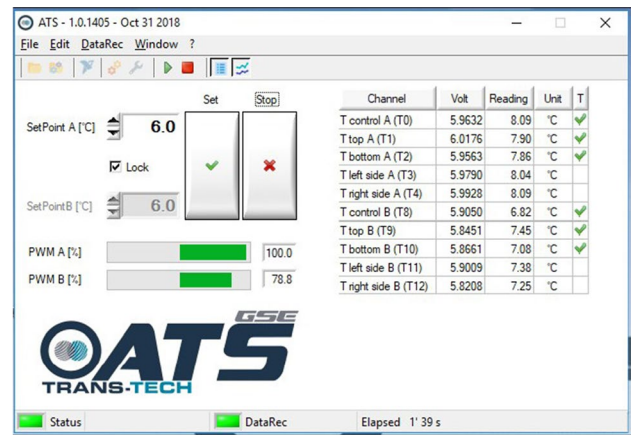 ATS - 1.0.1405 - Oct 31 2018
File Edit DataRec Window ?
Set Stop
SetPoint A [°C] 6.0
Lock
SetPointB [°C] 6.0
PWM A [%] 100.0
PWM B [%] 78.8
Channel Volt Reading Unit T
T control A (T0) 5.9632 8.09 °C
T top A (T1) 6.0176 7.90 °C
T bottom A (T2) 5.9563 7.86 °C
T left side A (T3) 5.9790 8.04 °C
T right side A (T4) 5.9928 8.09 °C
T control B (T8) 5.9050 6.82 °C
T top B (T9) 5.8451 7.45 °C
T bottom B (T10) 5.8661 7.08 °C
T left side B (T11) 5.9009 7.38 °C
T right side B (T12) 5.8208 7.25 °C
GSE
OATS
TRANS-TECH
Status DataRec Elapsed 1' 39 s